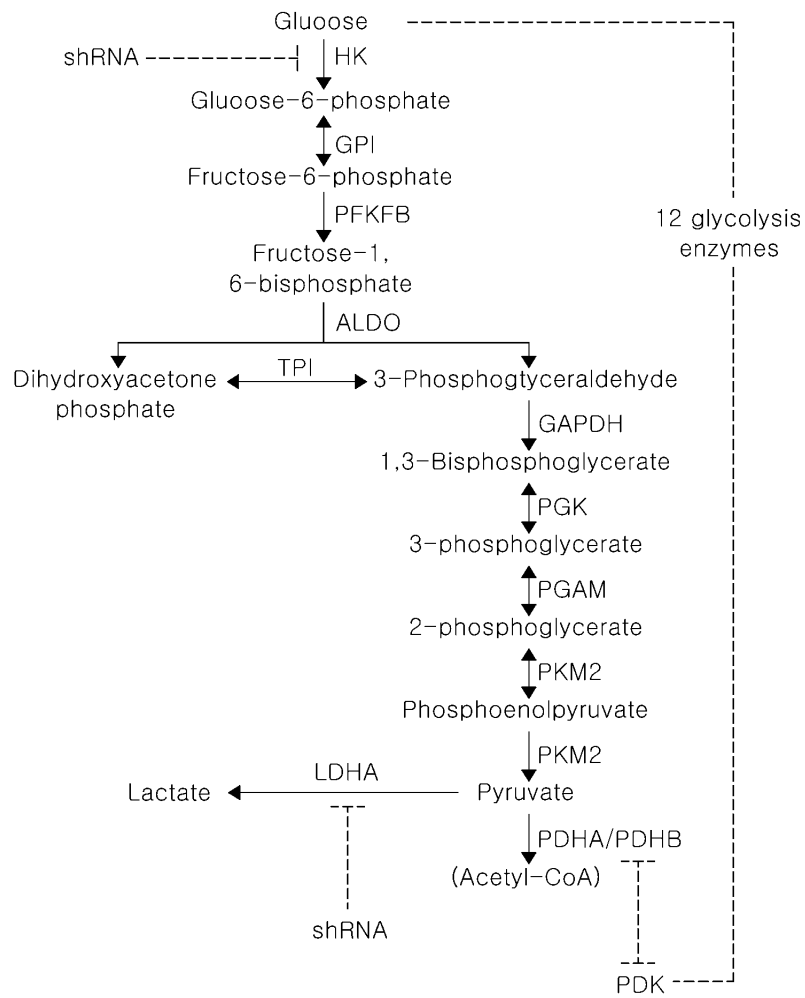 Gluoose
shRNA
HK
Gluoose-6-phosphate
GPI
Fructose-6-phosphate
PFKFB
12 glycolysis
enzymes
Fructose-1,
6-bisphosphate
ALDO
Dihydroxyacetone
phosphate
TPI
3-Phosphogtyceraldehyde
GAPDH
1,3-Bisphosphoglycerate
PGK
3-phosphoglycerate
PGAM
2-phosphoglycerate
PKM2
Phosphoenolpyruvate
PKM2
LDHA
Lactate
Pyruvate
PDHA/PDHB
(Acetyl-CoA)
shRNA
PDK